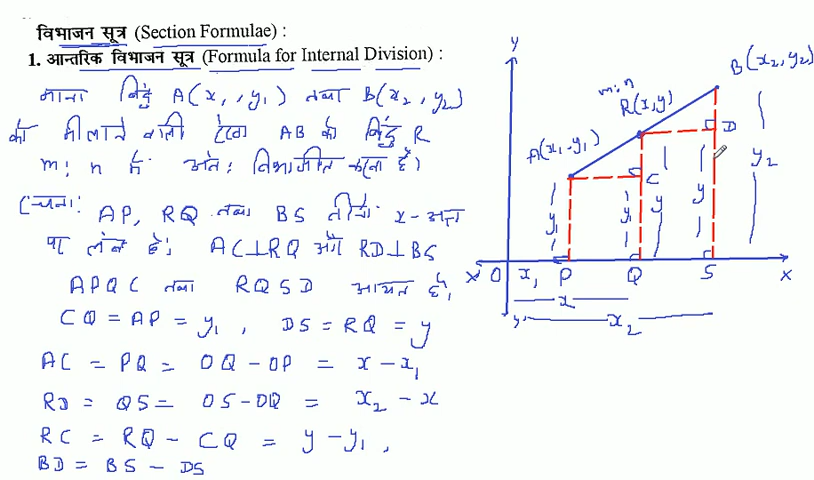 विभाजन सूत्र (Section Formulae) :
1. आन्तरिक विभाजन सूत्र (Formula for Internal Division) :
माना बिंदु A(x₁, y₁) तथा B(x₂, y₂)
को मीलाने वाली रेखा AB को बिंदु R
m:n में अंतः विभाजीत करता है।
रचना: AP, RQ तथा BS तीनो x-अक्ष
पर लंब है। AC⊥RQ और RD⊥BS
APQC तथा RQSD आयत है,
CQ = AP = y₁, DS = RQ = y
AC = PQ = OQ - OP = x - x₁
RD = QS = OS - OQ = x₂ - x
RC = RQ - CQ = y - y₁,
BD = BS - DS
Y
B(x₂, y₂)
m:n
R(x,y)
D
A(x₁-y₁)
C
y₁ y₁ y y y₂
X' O x₁ P Q S X
x
y' x₂